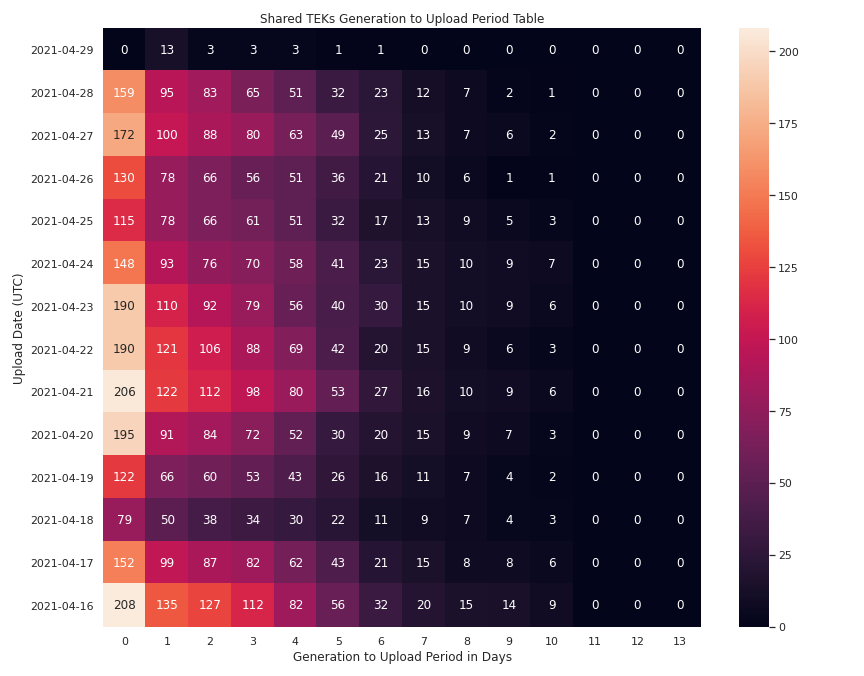 Shared TEKs Generation to Upload Period Table
2021-04-29 0 13 3 3 3 1 1 0 0 0 0 0 0 0
2021-04-28 159 95 83 65 51 32 23 12 7 2 1 0 0 0
2021-04-27 172 100 88 80 63 49 25 13 7 6 2 0 0 0
2021-04-26 130 78 66 56 51 36 21 10 6 1 1 0 0 0
2021-04-25 115 78 66 61 51 32 17 13 9 5 3 0 0 0
2021-04-24 148 93 76 70 58 41 23 15 10 9 7 0 0 0
2021-04-23 190 110 92 79 56 40 30 15 10 9 6 0 0 0
2021-04-22 190 121 106 88 69 42 20 15 9 6 3 0 0 0
2021-04-21 206 122 112 98 80 53 27 16 10 9 6 0 0 0
2021-04-20 195 91 84 72 52 30 20 15 9 7 3 0 0 0
2021-04-19 122 66 60 53 43 26 16 11 7 4 2 0 0 0
2021-04-18 79 50 38 34 30 22 11 9 7 4 3 0 0 0
2021-04-17 152 99 87 82 62 43 21 15 8 8 6 0 0 0
2021-04-16 208 135 127 112 82 56 32 20 15 14 9 0 0 0
0 1 2 3 4 5 6 7 8 9 10 11 12 13
Generation to Upload Period in Days
Upload Date (UTC)
200
175
150
125
100
75
50
25
0